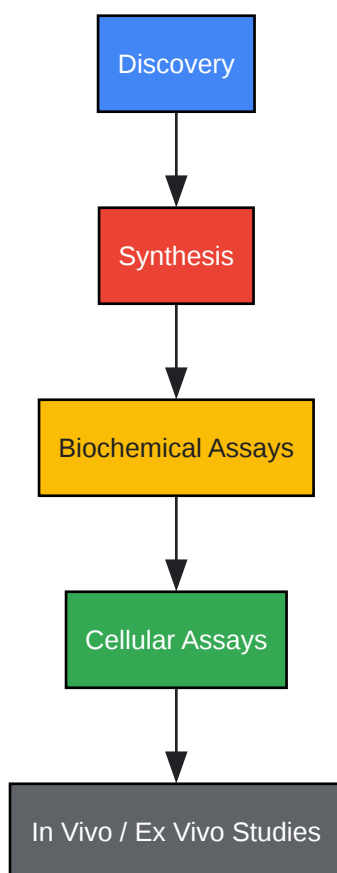 Discovery
Synthesis
Biochemical Assays
Cellular Assays
In Vivo / Ex Vivo Studies